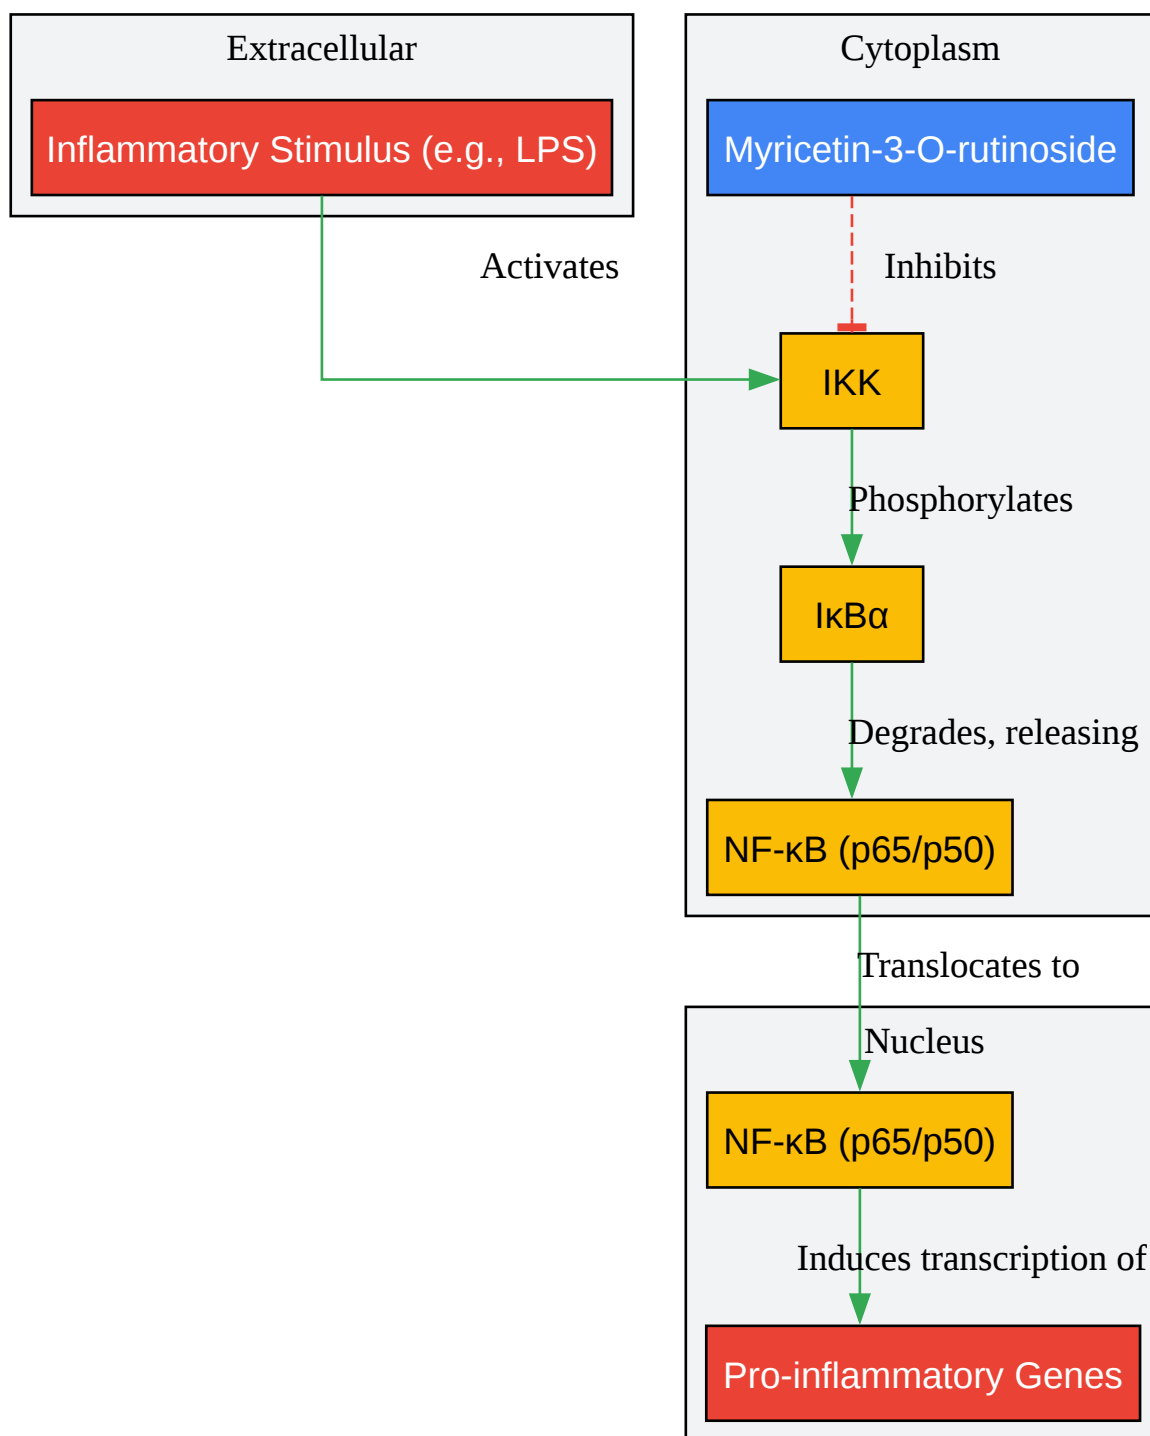 Extracellular
Inflammatory Stimulus (e.g., LPS)
Activates
Cytoplasm
Myricetin-3-O-rutinoside
Inhibits
IKK
Phosphorylates
IκBα
Degrades, releasing
NF-κB (p65/p50)
Translocates to
Nucleus
NF-κB (p65/p50)
Induces transcription of
Pro-inflammatory Genes